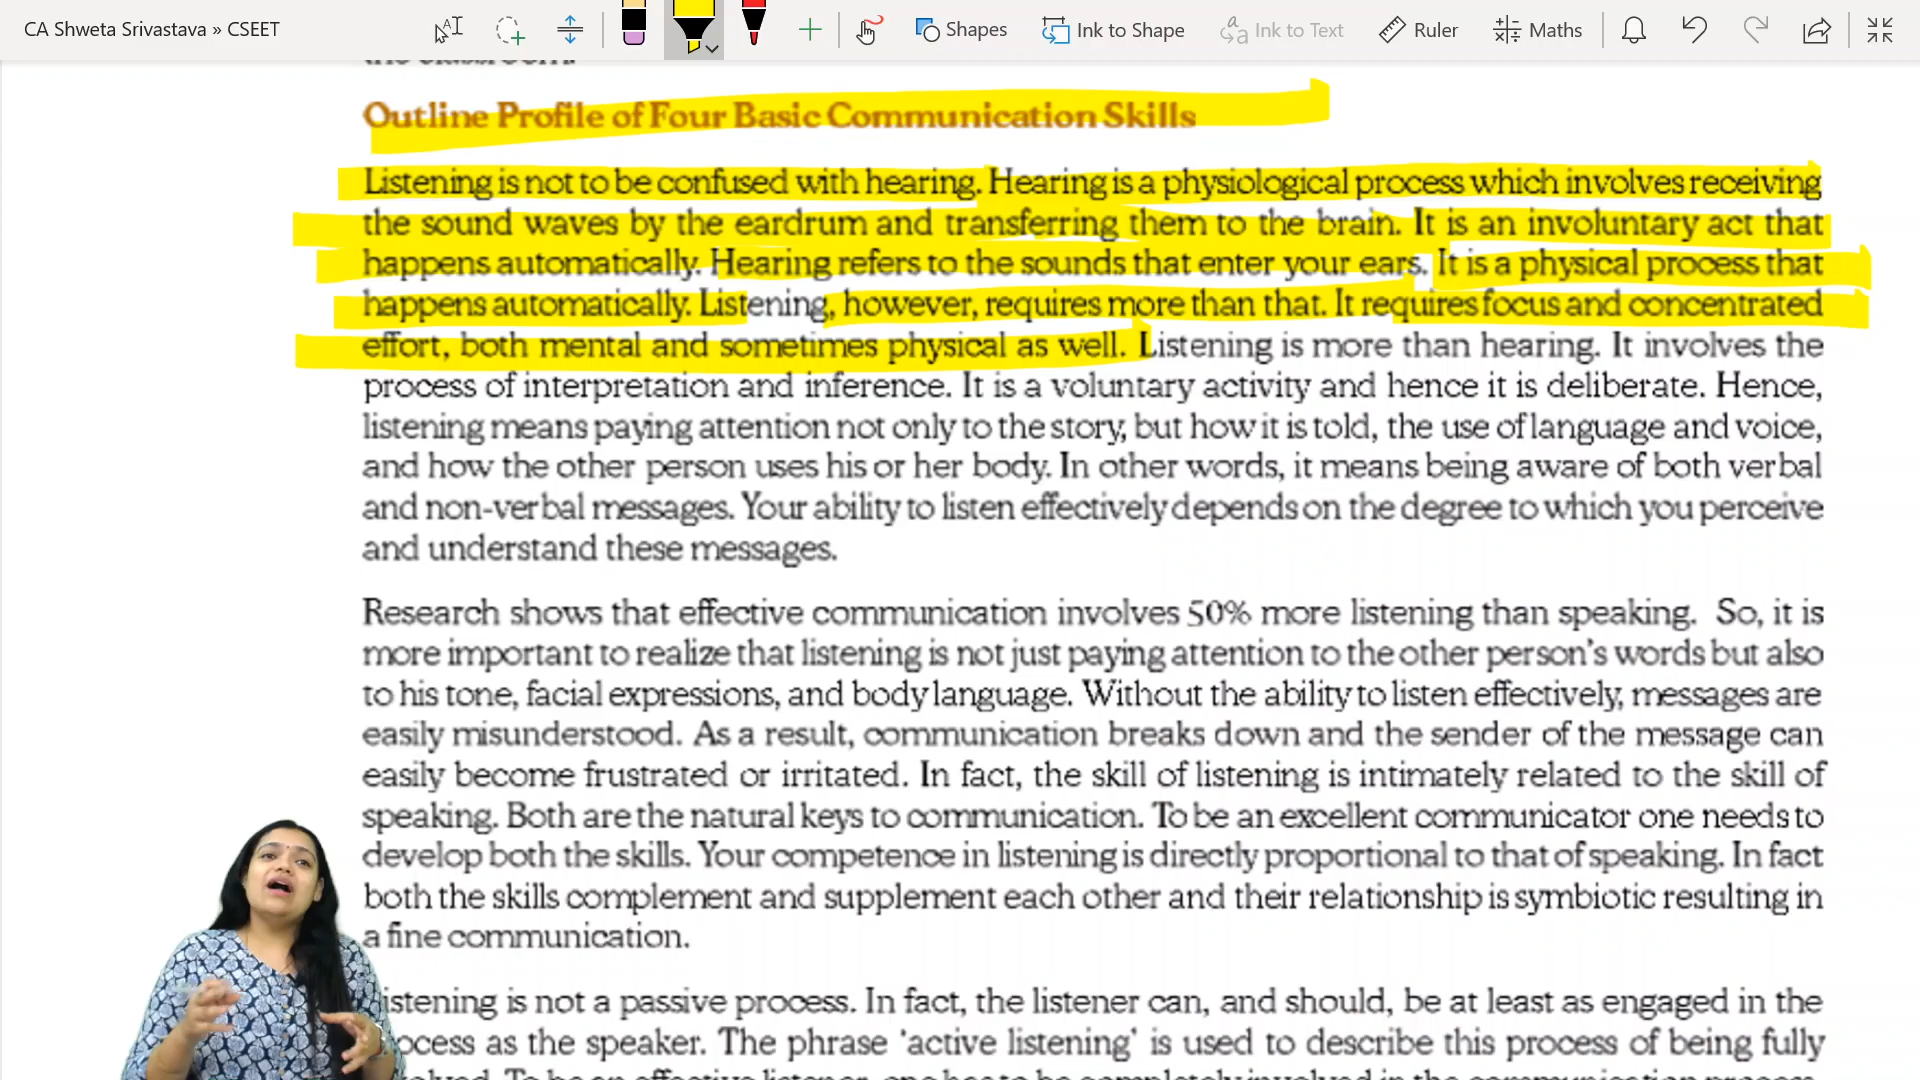 CA Shweta Srivastava » CSEET
Shapes
Ink to Shape
Ink to Text
Ruler
Maths
the classroom.
Outline Profile of Four Basic Communication Skills
Listening is not to be confused with hearing. Hearing is a physiological process which involves receiving
the sound waves by the eardrum and transferring them to the brain. It is an involuntary act that
happens automatically. Hearing refers to the sounds that enter your ears. It is a physical process that
happens automatically. Listening, however, requires more than that. It requires focus and concentrated
effort, both mental and sometimes physical as well. Listening is more than hearing. It involves the
process of interpretation and inference. It is a voluntary activity and hence it is deliberate. Hence,
listening means paying attention not only to the story, but how it is told, the use of language and voice,
and how the other person uses his or her body. In other words, it means being aware of both verbal
and non-verbal messages. Your ability to listen effectively depends on the degree to which you perceive
and understand these messages.
Research shows that effective communication involves 50% more listening than speaking. So, it is
more important to realize that listening is not just paying attention to the other person's words but also
to his tone, facial expressions, and body language. Without the ability to listen effectively, messages are
easily misunderstood. As a result, communication breaks down and the sender of the message can
easily become frustrated or irritated. In fact, the skill of listening is intimately related to the skill of
speaking. Both are the natural keys to communication. To be an excellent communicator one needs to
develop both the skills. Your competence in listening is directly proportional to that of speaking. In fact
both the skills complement and supplement each other and their relationship is symbiotic resulting in
a fine communication.
istening is not a passive process. In fact, the listener can, and should, be at least as engaged in the
ocess as the speaker. The phrase 'active listening' is used to describe this process of being fully
To be an effective listener, one has to be completely involved in the communication process.